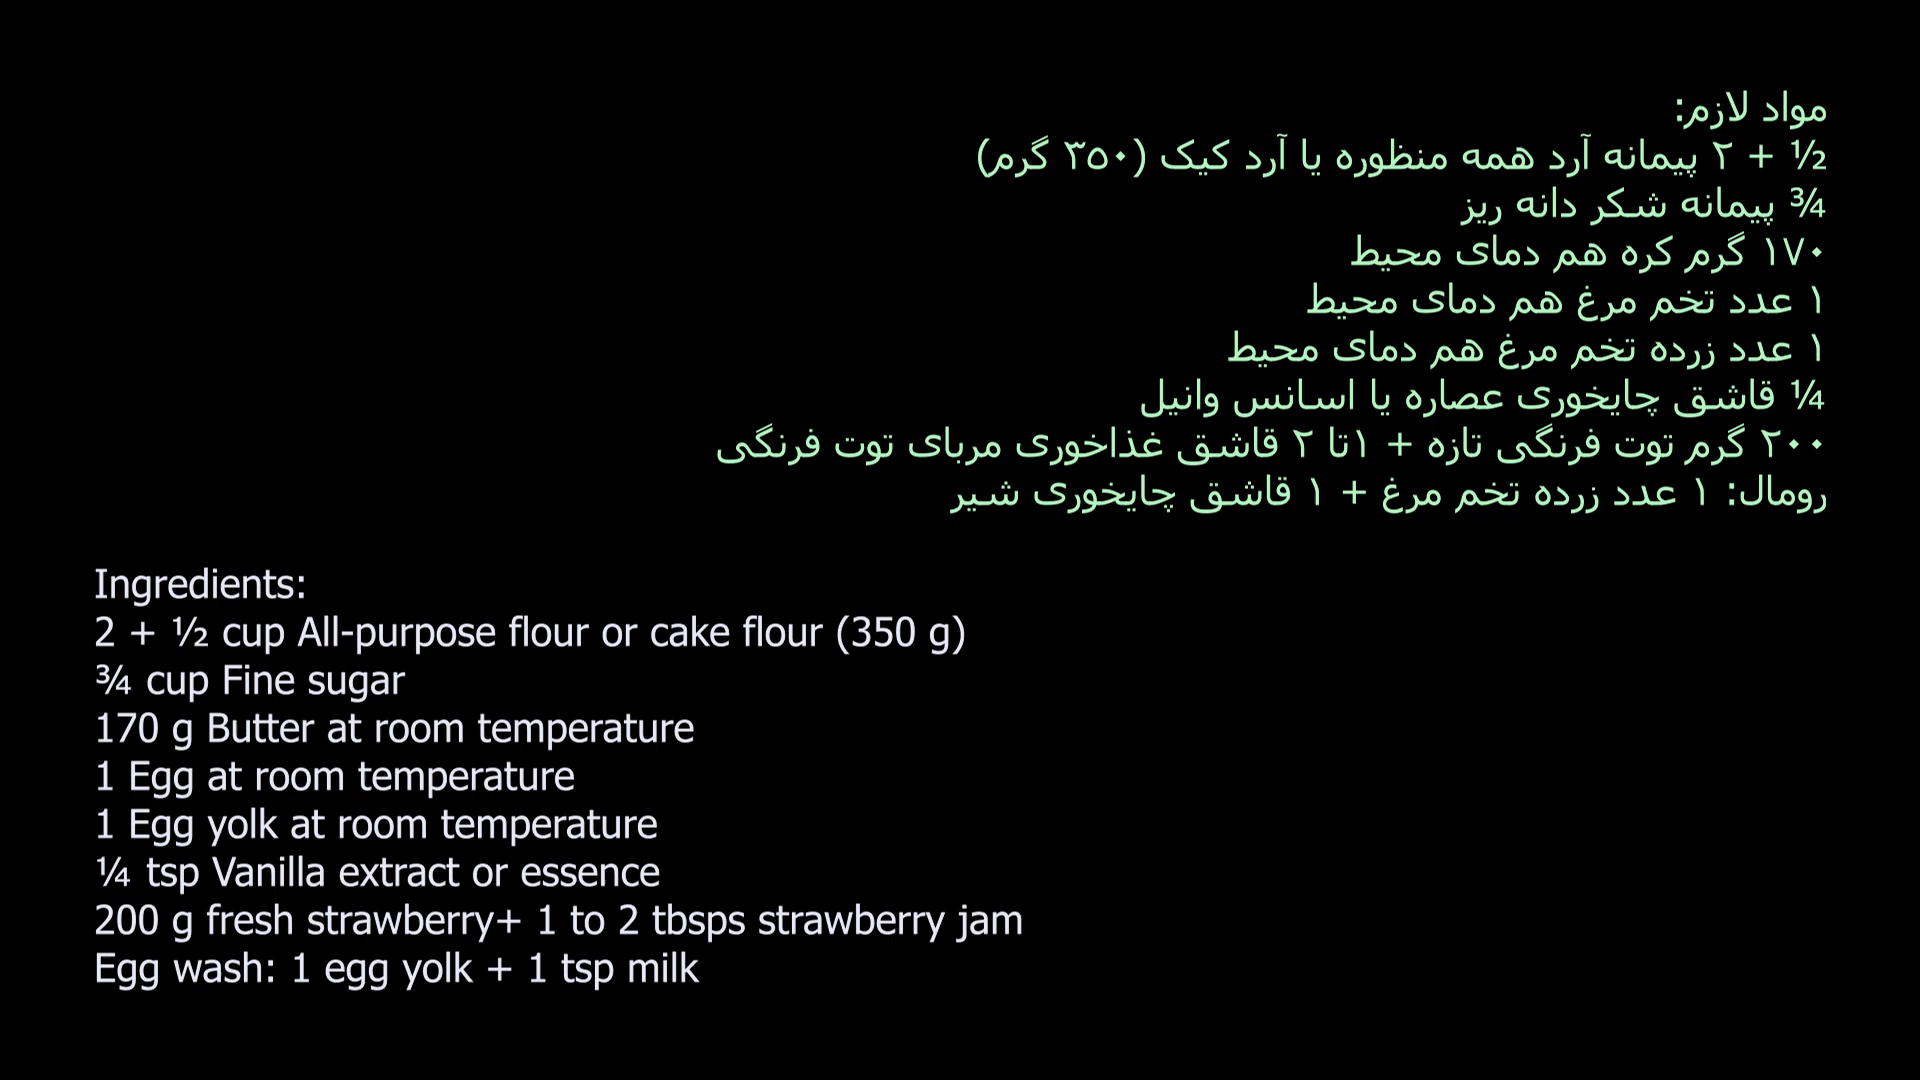 مواد لازم:
½ + ۲ پیمانه آرد همه منظوره یا آرد کیک (۳۵۰ گرم)
¾ پیمانه شکر دانه ریز
۱۷۰ گرم کره هم دمای محیط
۱ عدد تخم مرغ هم دمای محیط
۱ عدد زرده تخم مرغ هم دمای محیط
¼ قاشق چایخوری عصاره یا اسانس وانیل
۲۰۰ گرم توت فرنگی تازه + ۱تا ۲ قاشق غذاخوری مربای توت فرنگی
رومال: ۱ عدد زرده تخم مرغ + ۱ قاشق چایخوری شیر
Ingredients:
2 + ½ cup All-purpose flour or cake flour (350 g)
¾ cup Fine sugar
170 g Butter at room temperature
1 Egg at room temperature
1 Egg yolk at room temperature
¼ tsp Vanilla extract or essence
200 g fresh strawberry+ 1 to 2 tbsps strawberry jam
Egg wash: 1 egg yolk + 1 tsp milk